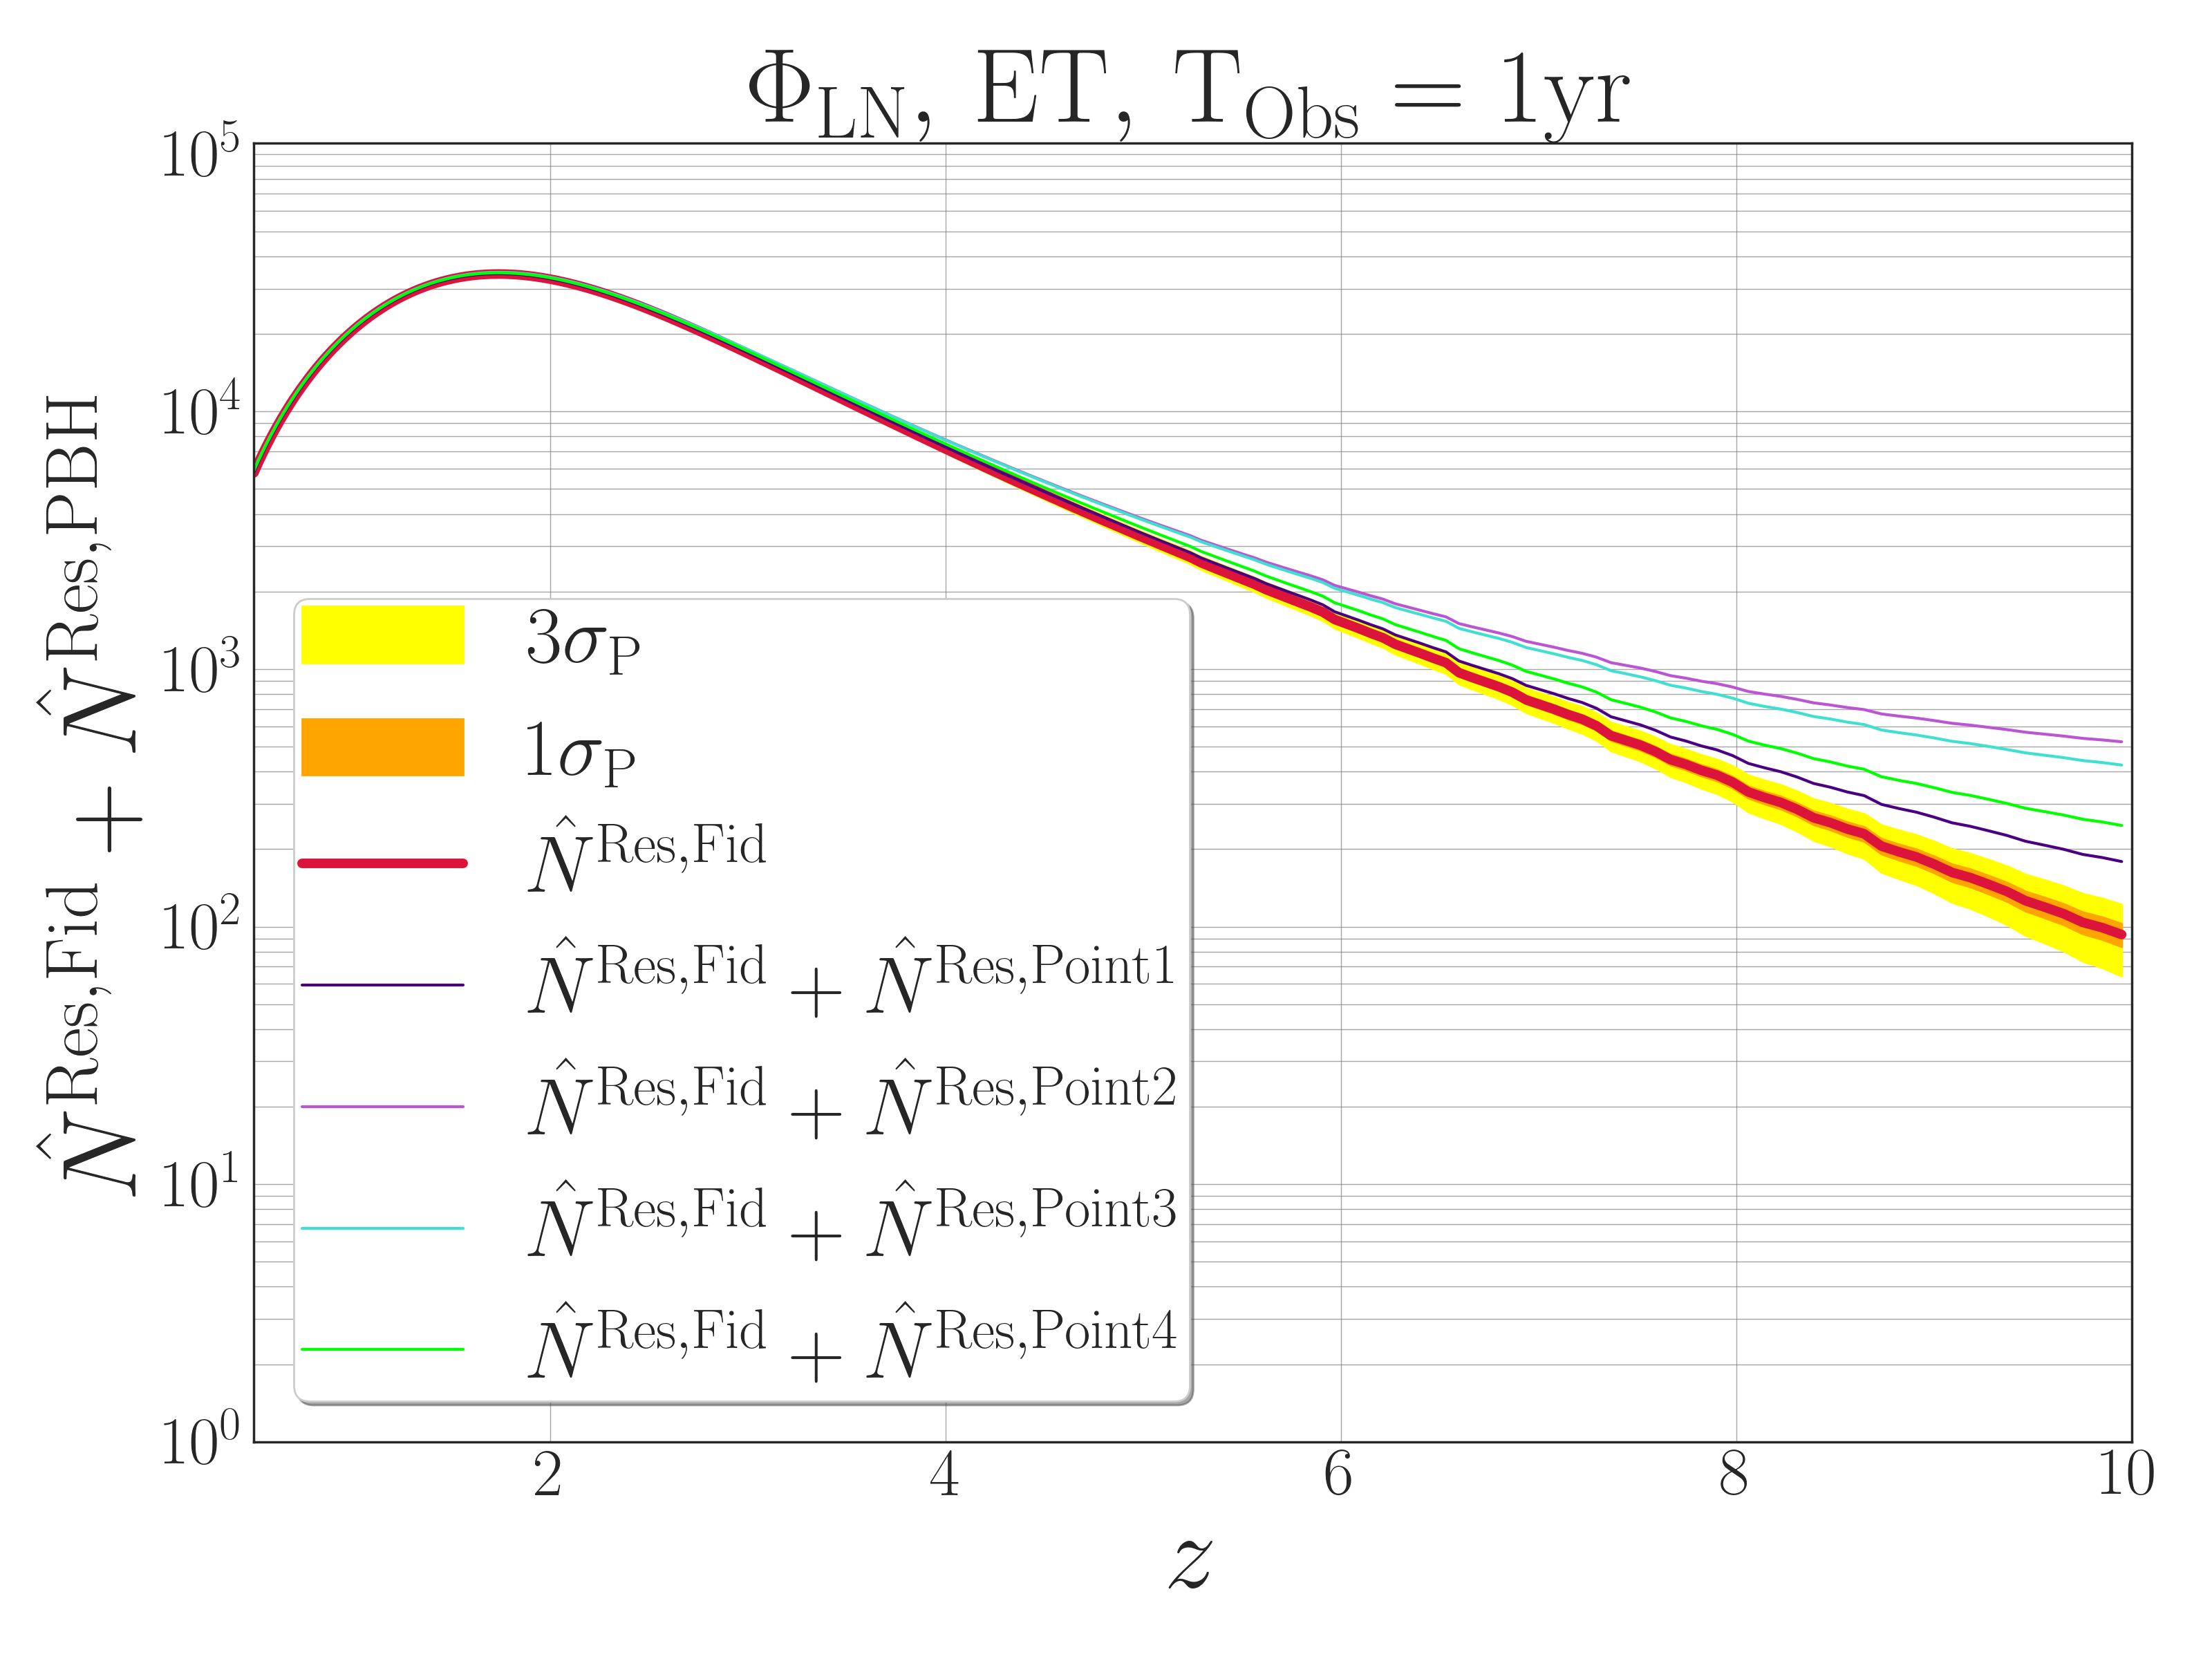 Φ_LN, ET, T_Obs = 1yr
N̂^Res,Fid + N̂^Res,PBH
10^5
10^4
10^3
10^2
10^1
10^0
3σ_P
1σ_P
N̂^Res,Fid
N̂^Res,Fid + N̂^Res,Point1
N̂^Res,Fid + N̂^Res,Point2
N̂^Res,Fid + N̂^Res,Point3
N̂^Res,Fid + N̂^Res,Point4
2 4 6 8 10
z